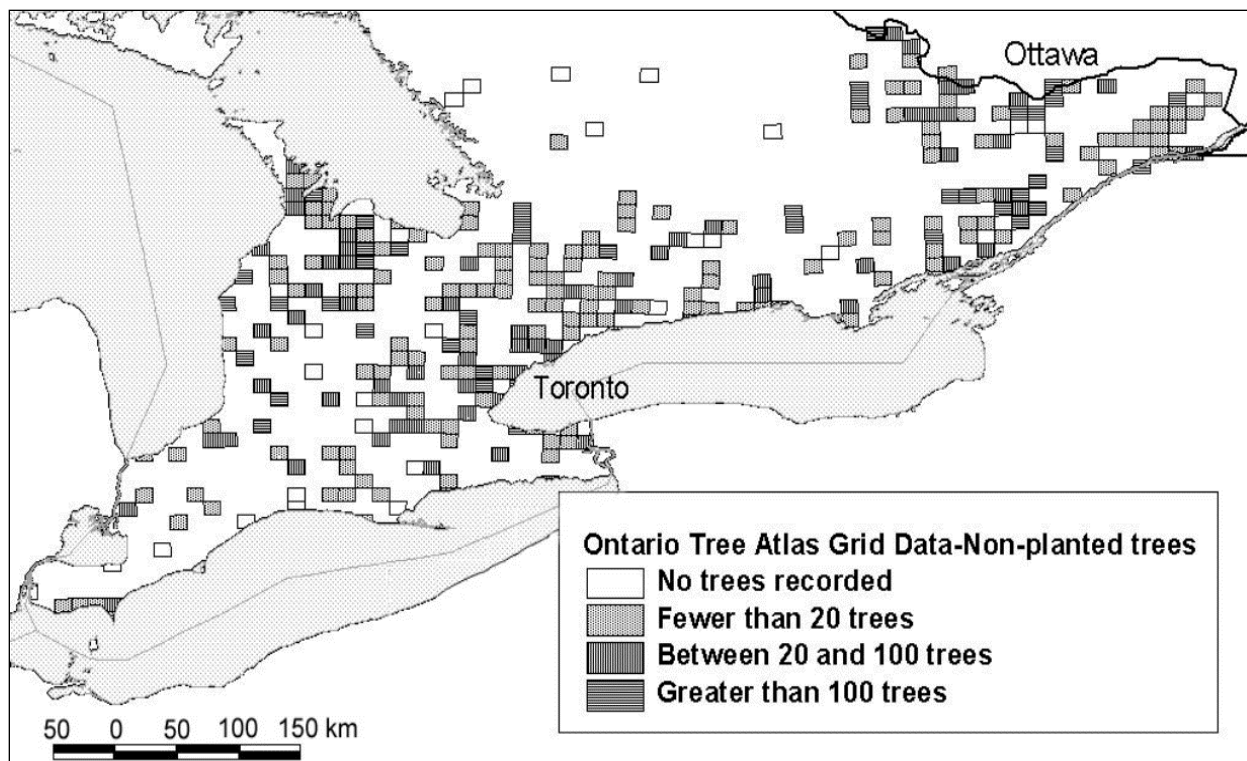 Ottawa
Toronto
Ontario Tree Atlas Grid Data-Non-planted trees
No trees recorded
Fewer than 20 trees
Between 20 and 100 trees
Greater than 100 trees
50 0 50 100 150 km